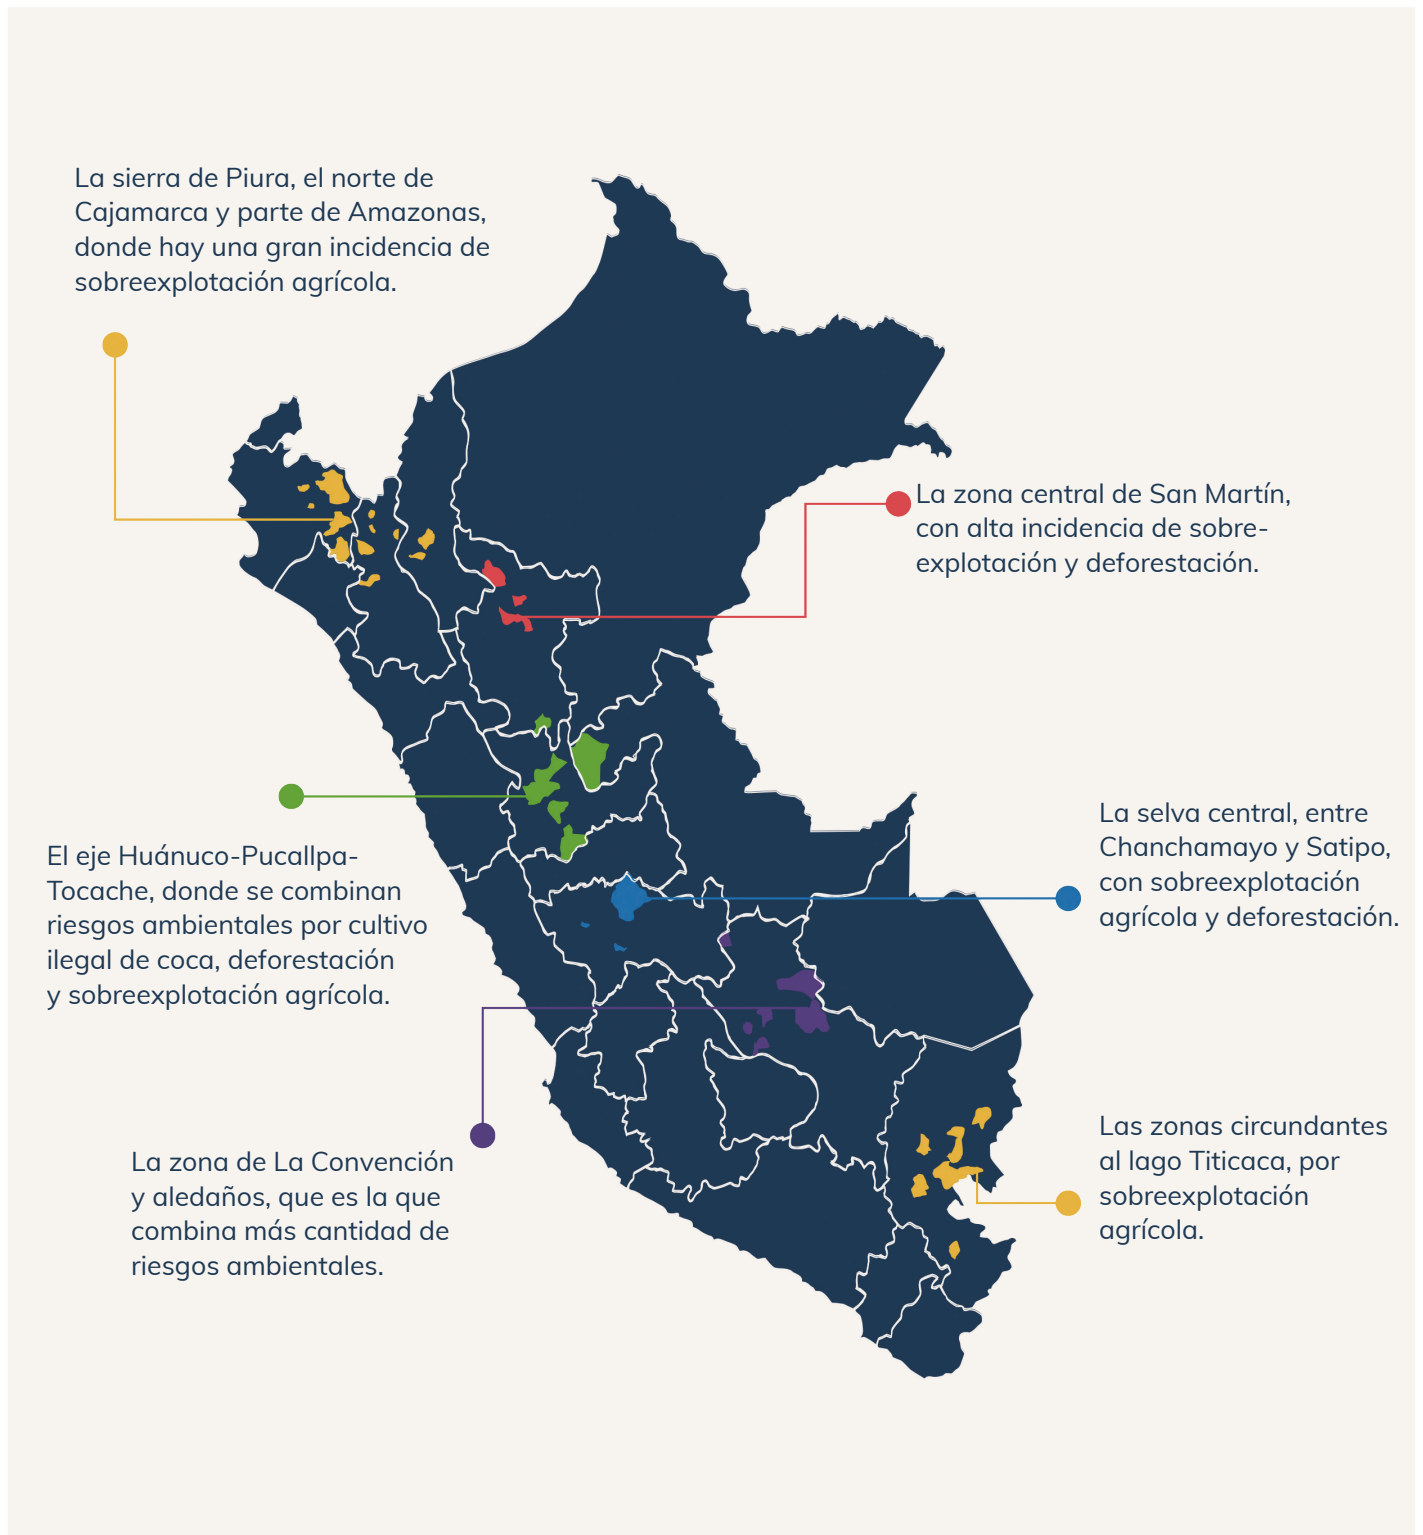 La sierra de Piura, el norte de
Cajamarca y parte de Amazonas,
donde hay una gran incidencia de
sobreexplotación agrícola.
La zona central de San Martín,
con alta incidencia de sobre-
explotación y deforestación.
El eje Huánuco-Pucallpa-
Tocache, donde se combinan
riesgos ambientales por cultivo
ilegal de coca, deforestación
y sobreexplotación agrícola.
La selva central, entre
Chanchamayo y Satipo,
con sobreexplotación
agrícola y deforestación.
La zona de La Convención
y aledaños, que es la que
combina más cantidad de
riesgos ambientales.
Las zonas circundantes
al lago Titicaca, por
sobreexplotación
agrícola.